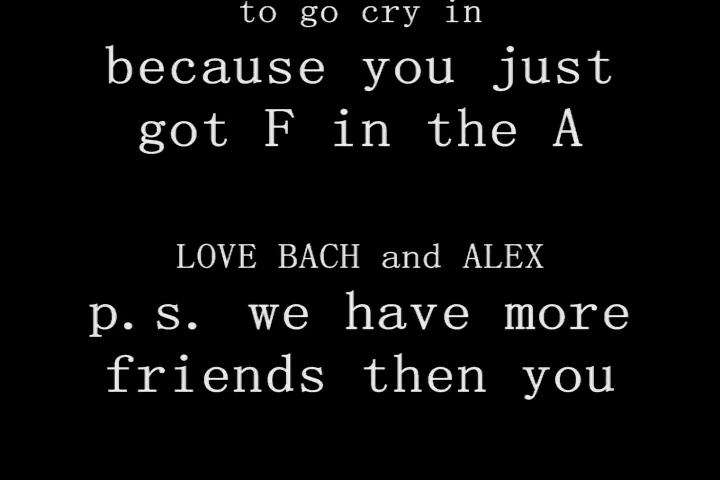 to go cry in
because you just
got F in the A
LOVE BACH and ALEX
p.s. we have more
friends then you